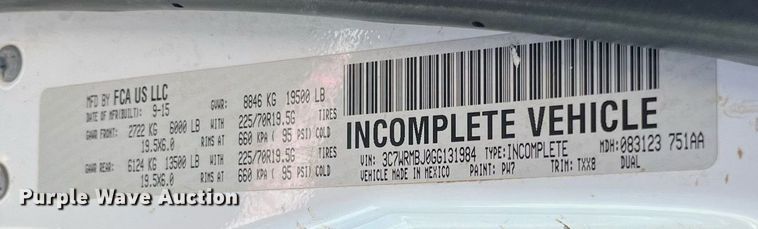 MFD BY FCA US LLC
DATE OF MFR(BUILT): 9-15 GVWR: 8846 KG 19500 LB
GAWR FRONT: 2722 KG 6000 LB WITH 225/70R19.5G TIRES
19.5X6.0 RIMS AT 660 KPA ( 95 PSI) COLD
GAWR REAR: 6124 KG 13500 LB WITH 225/70R19.5G TIRES
19.5X6.0 RIMS AT 660 KPA ( 95 PSI) COLD
INCOMPLETE VEHICLE
VIN: 3C7WRMBJ0GG131984 TYPE:INCOMPLETE MDH:083123 751AA
VEHICLE MADE IN MEXICO PAINT: PW7 TRIM: TXX8 DUAL
Purple Wave Auction